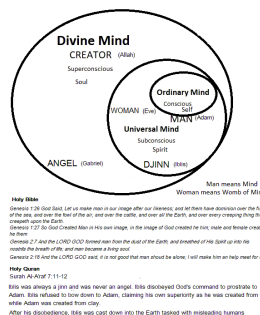 Divine Mind
CREATOR (Allah)
Superconscious
Soul
Ordinary Mind
Conscious
Self
WOMAN (Eve)
MAN (Adam)
Universal Mind
Subconscious
Spirit
ANGEL (Gabriel)
DJINN (Iblis)
Man means Mind
Woman means Womb of Mi
Holy Bible
Genesis 1:26 God Said, Let us make man in our image after our likeness; and let them have dominion over the fi
of the sea, and over the fowl of the air, and over the cattle, and over all the Earth, and over every creeping thing th
creepeth upon the Earth.
Genesis 1:27 So God Created Man in His own image, in the image of God created he him; male and female creat
he them
Genesis 2:7 And the LORD GOD formed man from the dust of the Earth, and breathed of His Spirit up into his
nostrils the breath of life, and man became a living soul.
Genesis 2:18 And the LORD GOD said, it is not good that man shoud be alone; I will make him an help meet for
Holy Quran
Surah Al-A'raf 7:11-12
Iblis was always a jinn and was never an angel. Iblis disobeyed God's command to prostrate to
Adam. Iblis refused to bow down to Adam, claiming his own superiority as he was created from
while Adam was created from clay.
After his disobedience, Iblis was cast down into the Earth tasked with misleading humans